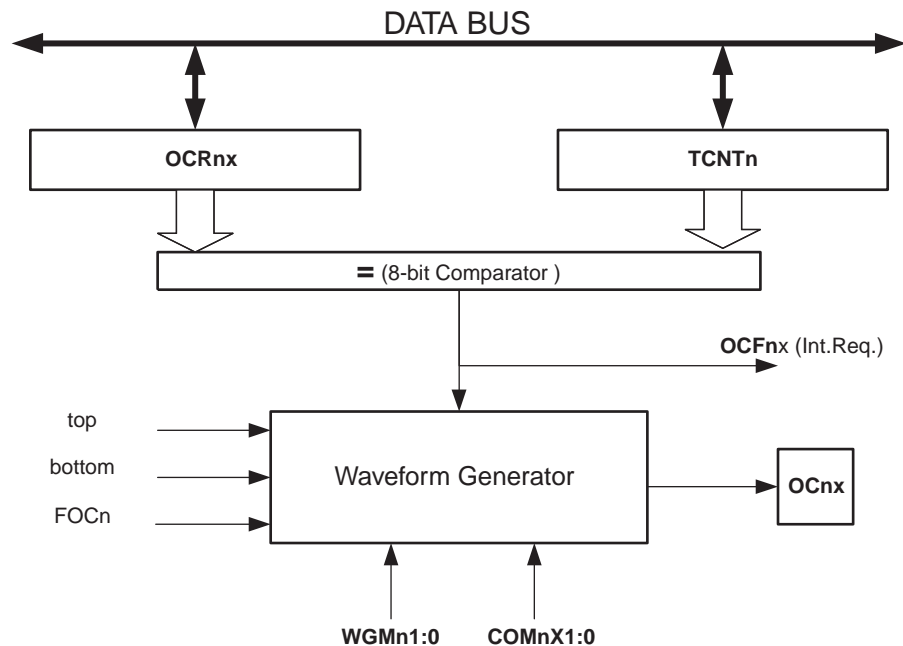 DATA BUS
OCRnx
TCNTn
= (8-bit Comparator )
OCFnx (Int.Req.)
top
bottom
FOCn
Waveform Generator
OCnx
WGMn1:0
COMnX1:0